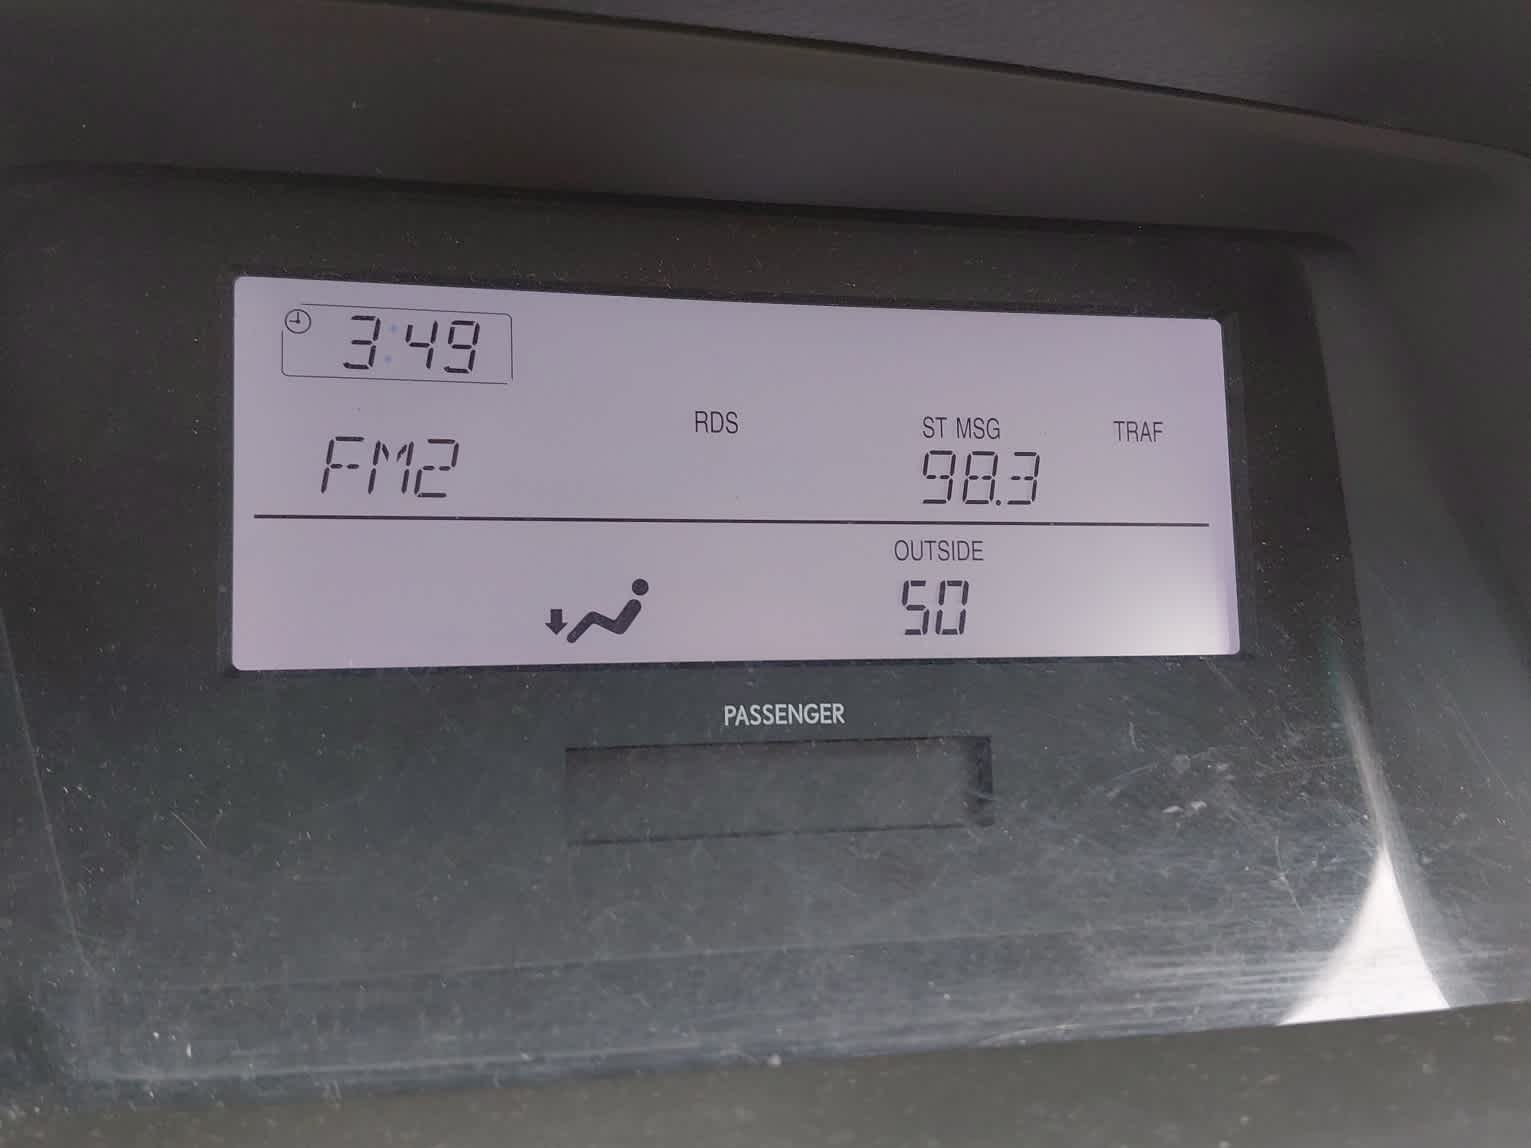 3:49
RDS ST MSG TRAF
FM2 98.3
OUTSIDE
50
PASSENGER